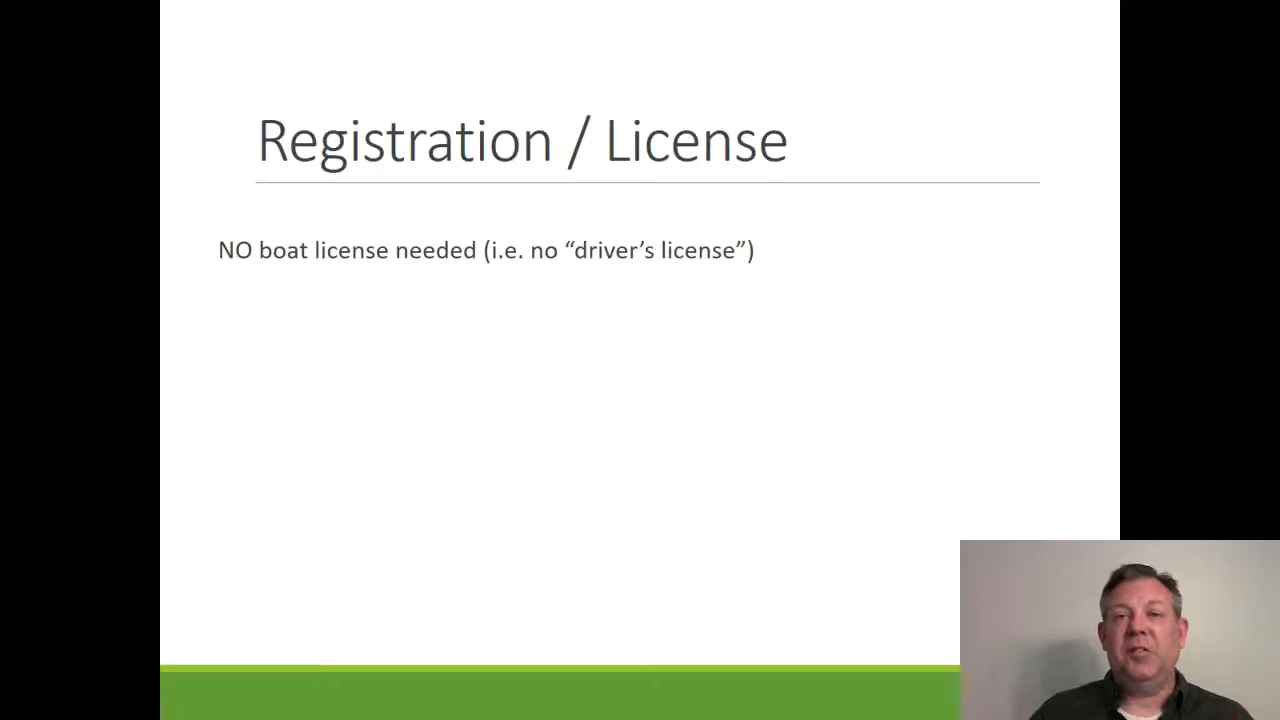 Registration / License
NO boat license needed (i.e. no “driver’s license”)